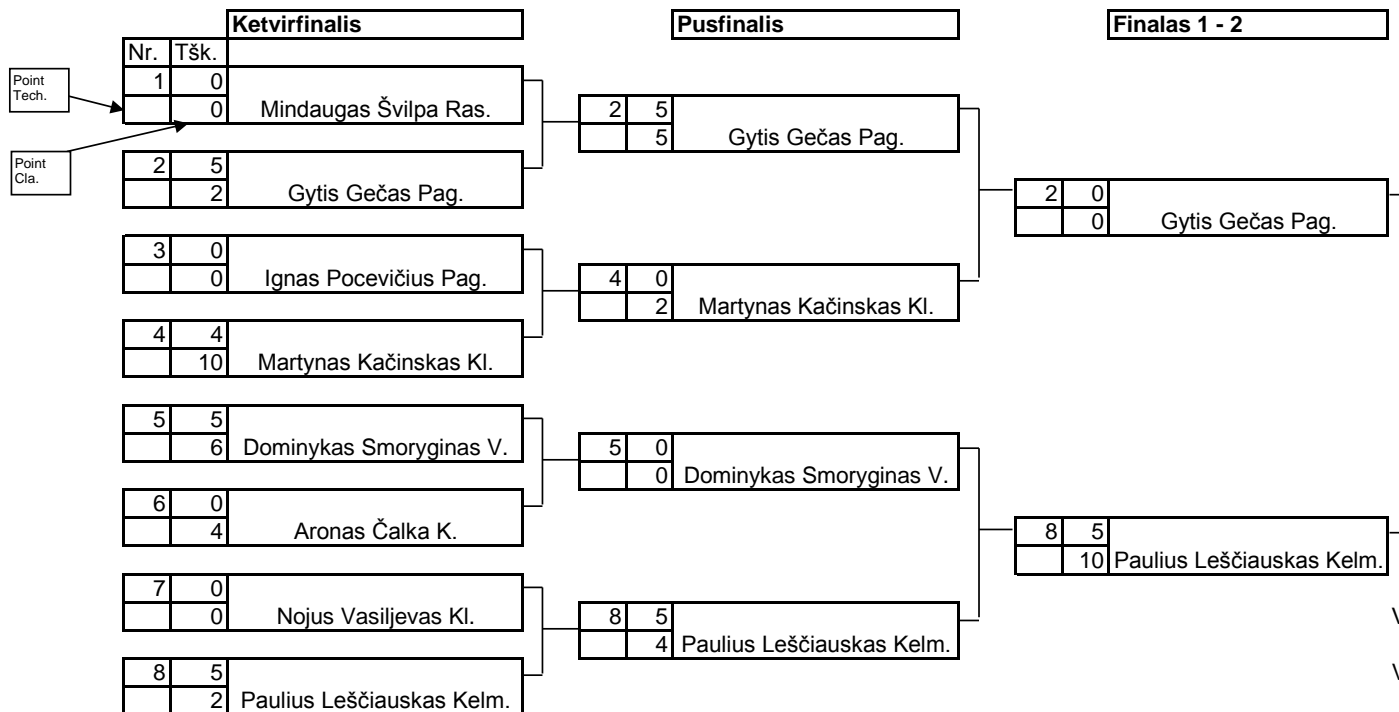 Ketvirfinalis Pusfinalis Finalas 1 - 2
Nr. Tšk.
Point
Tech.
1 0
0 Mindaugas Švilpa Ras.
2 5
5 Gytis Gečas Pag.
Point
Cla.
2 5
2 Gytis Gečas Pag.
2 0
0 Gytis Gečas Pag.
3 0
0 Ignas Pocevičius Pag.
4 0
2 Martynas Kačinskas Kl.
4 4
10 Martynas Kačinskas Kl.
5 5
6 Dominykas Smoryginas V.
5 0
0 Dominykas Smoryginas V.
6 0
4 Aronas Čalka K.
8 5
10 Paulius Leščiauskas Kelm.
7 0
0 Nojus Vasiljevas Kl.
8 5
4 Paulius Leščiauskas Kelm.
8 5
2 Paulius Leščiauskas Kelm.